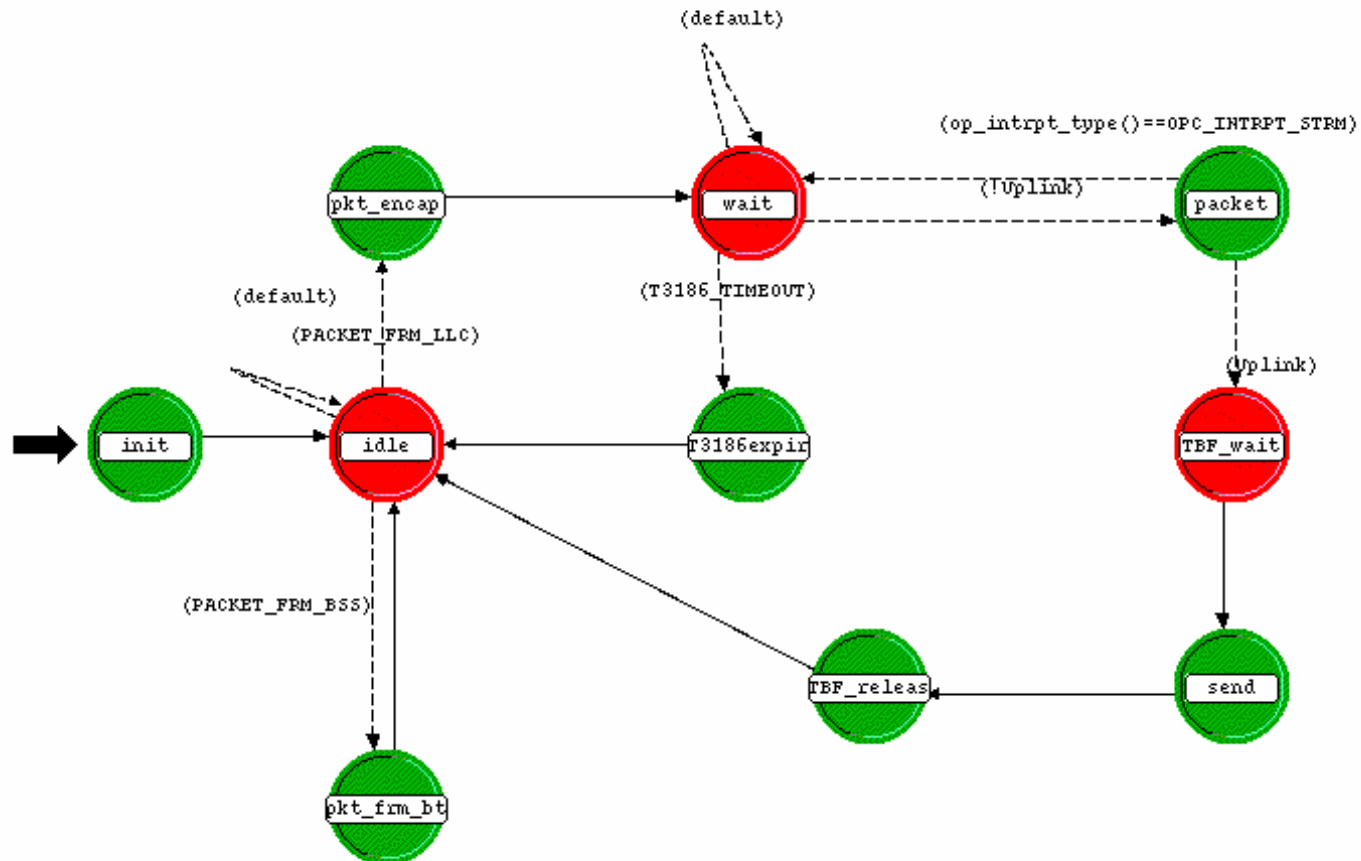 (default)
(op_intrpt_type()==OPC_INTRPT_STRM)
pkt_encap
wait
(!Uplink)
packet
(default)
(T3186_TIMEOUT)
(PACKET_FRM_LLC)
(Uplink)
init
idle
T3186expir
TBF_wait
(PACKET_FRM_BSS)
TBF_releas
send
pkt_frm_bt